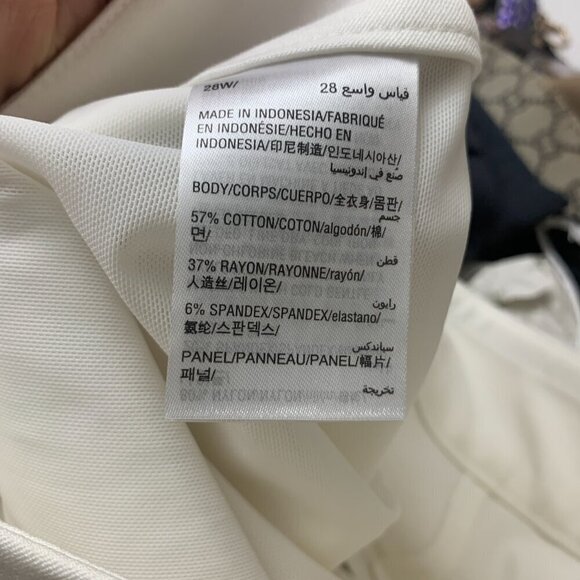 28W/ قياس واسع 28
MADE IN INDONESIA/FABRIQUÉ
EN INDONÉSIE/HECHO EN
INDONESIA/印尼制造/인도네시아산/
صنع في اندونيسيا
BODY/CORPS/CUERPO/全衣身/몸판/
جسم
57% COTTON/COTON/algodón/棉/
면/
قطن
37% RAYON/RAYONNE/rayón/
人造丝/레이온/
رايون
6% SPANDEX/SPANDEX/elastano/
氨纶/스판덱스/
سباندكس
PANEL/PANNEAU/PANEL/幅片/
패널/
تخريجة